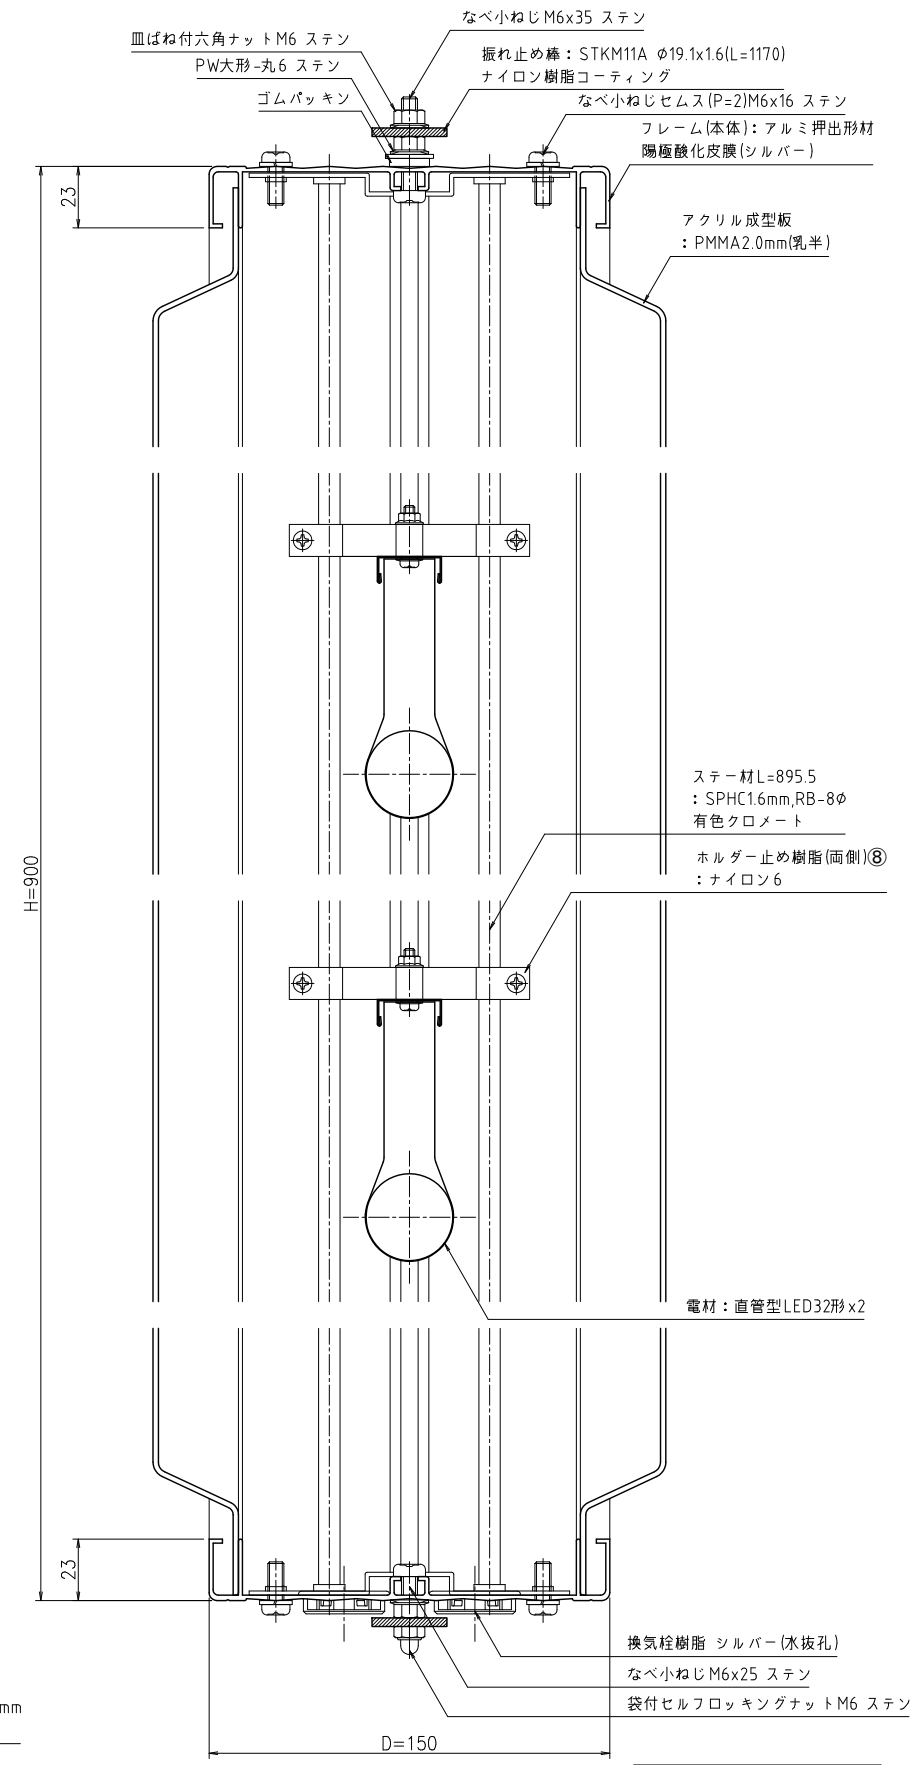 なべ小ねじM6x35 ステン
皿ばね付六角ナットM6 ステン
振れ止め棒：STKM11A φ19.1x1.6(L=1170)
ナイロン樹脂コーティング
PW大形-丸6 ステン
ゴムパッキン
なべ小ねじセムス(P=2)M6x16 ステン
フレーム(本体)：アルミ押出形材
陽極酸化皮膜(シルバー)
23
アクリル成型板
：PMMA2.0mm(乳半)
ステー材L=895.5
：SPHC1.6mm,RB-8φ
有色クロメート
ホルダー止め樹脂(両側)⑧
：ナイロン6
H=900
電材：直管型LED32形x2
23
換気栓樹脂 シルバー(水抜孔)
なべ小ねじM6x25 ステン
袋付セルフロッキングナットM6 ステン
mm
D=150